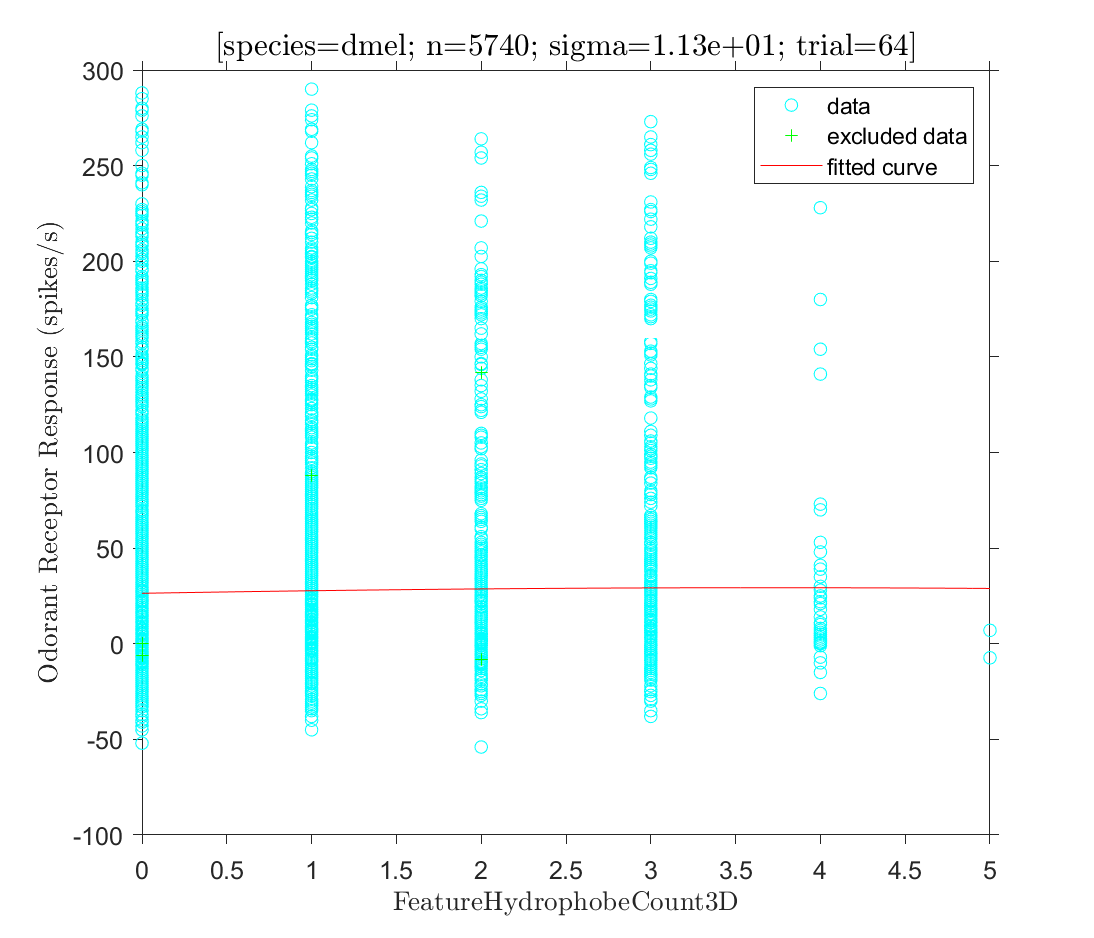 [species=dmel; n=5740; sigma=1.13e+01; trial=64]
300
250
200
150
100
50
0
-50
-100
Odorant Receptor Response (spikes/s)
data
excluded data
fitted curve
0 0.5 1 1.5 2 2.5 3 3.5 4 4.5 5
FeatureHydrophobeCount3D